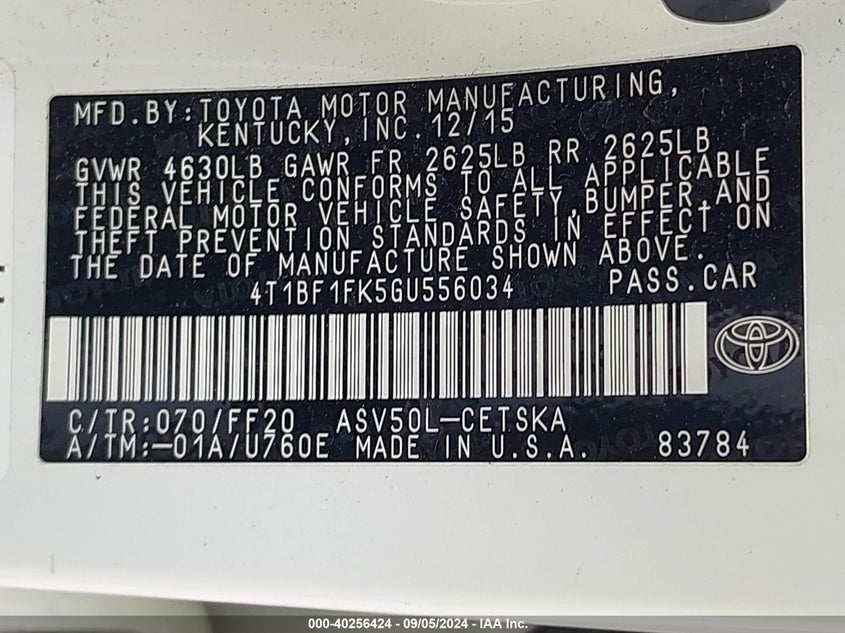 MFD.BY:TOYOTA MOTOR MANUFACTURING,
KENTUCKY,INC.12/15
GVWR 4630LB GAWR FR 2625LB RR 2625LB
THIS VEHICLE CONFORMS TO ALL APPLICABLE
FEDERAL MOTOR VEHICLE SAFETY,BUMPER,AND
THEFT PREVENTION STANDARDS IN EFFECT ON
THE DATE OF MANUFACTURE SHOWN ABOVE.
4T1BF1FK5GU556034 PASS.CAR
C/TR:070/FF20 ASV50L-CETSKA
A/TM:-01A/U760E MADE IN U.S.A. 83784
000-40256424 - 09/05/2024 - IAA Inc.